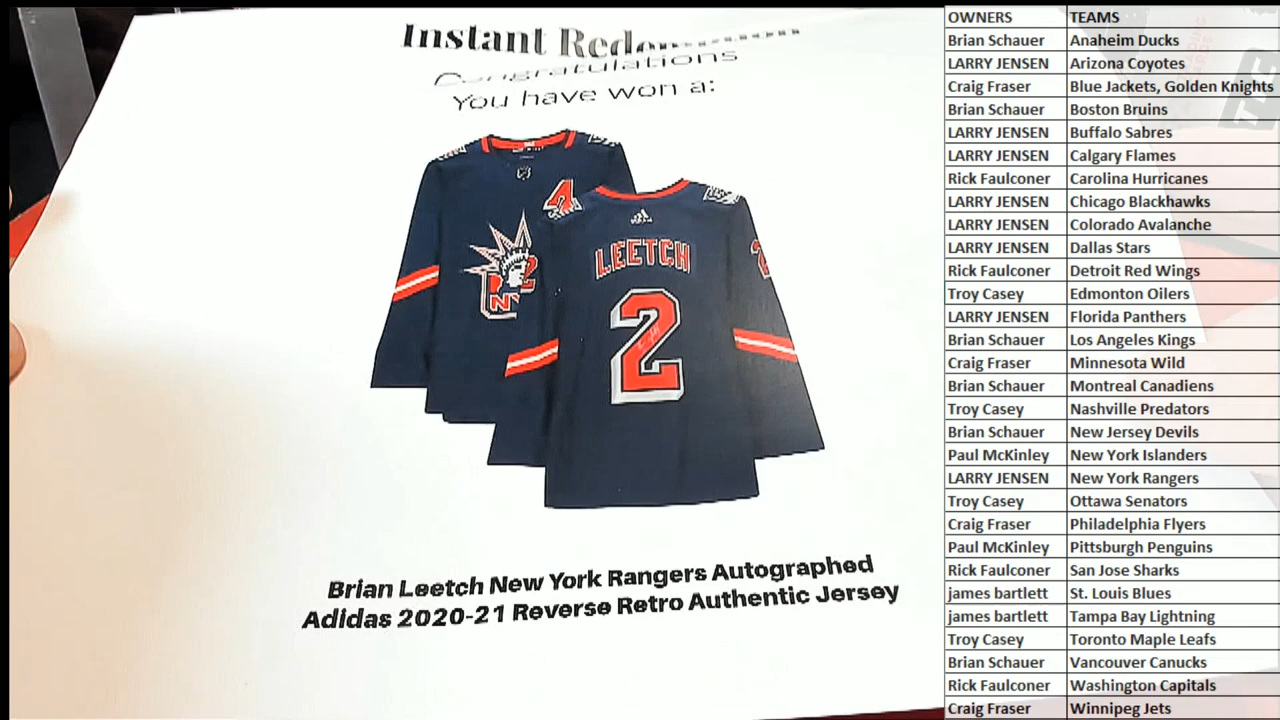 Instant
Congratulations
You have won a:
4
NY
LEETCH
2
2
Brian Leetch New York Rangers Autographed
Adidas 2020-21 Reverse Retro Authentic Jersey
OWNERS TEAMS
Brian Schauer Anaheim Ducks
LARRY JENSEN Arizona Coyotes
Craig Fraser Blue Jackets, Golden Knights
Brian Schauer Boston Bruins
LARRY JENSEN Buffalo Sabres
LARRY JENSEN Calgary Flames
Rick Faulconer Carolina Hurricanes
LARRY JENSEN Chicago Blackhawks
LARRY JENSEN Colorado Avalanche
LARRY JENSEN Dallas Stars
Rick Faulconer Detroit Red Wings
Troy Casey Edmonton Oilers
LARRY JENSEN Florida Panthers
Brian Schauer Los Angeles Kings
Craig Fraser Minnesota Wild
Brian Schauer Montreal Canadiens
Troy Casey Nashville Predators
Brian Schauer New Jersey Devils
Paul McKinley New York Islanders
LARRY JENSEN New York Rangers
Troy Casey Ottawa Senators
Craig Fraser Philadelphia Flyers
Paul McKinley Pittsburgh Penguins
Rick Faulconer San Jose Sharks
james bartlett St. Louis Blues
james bartlett Tampa Bay Lightning
Troy Casey Toronto Maple Leafs
Brian Schauer Vancouver Canucks
Rick Faulconer Washington Capitals
Craig Fraser Winnipeg Jets